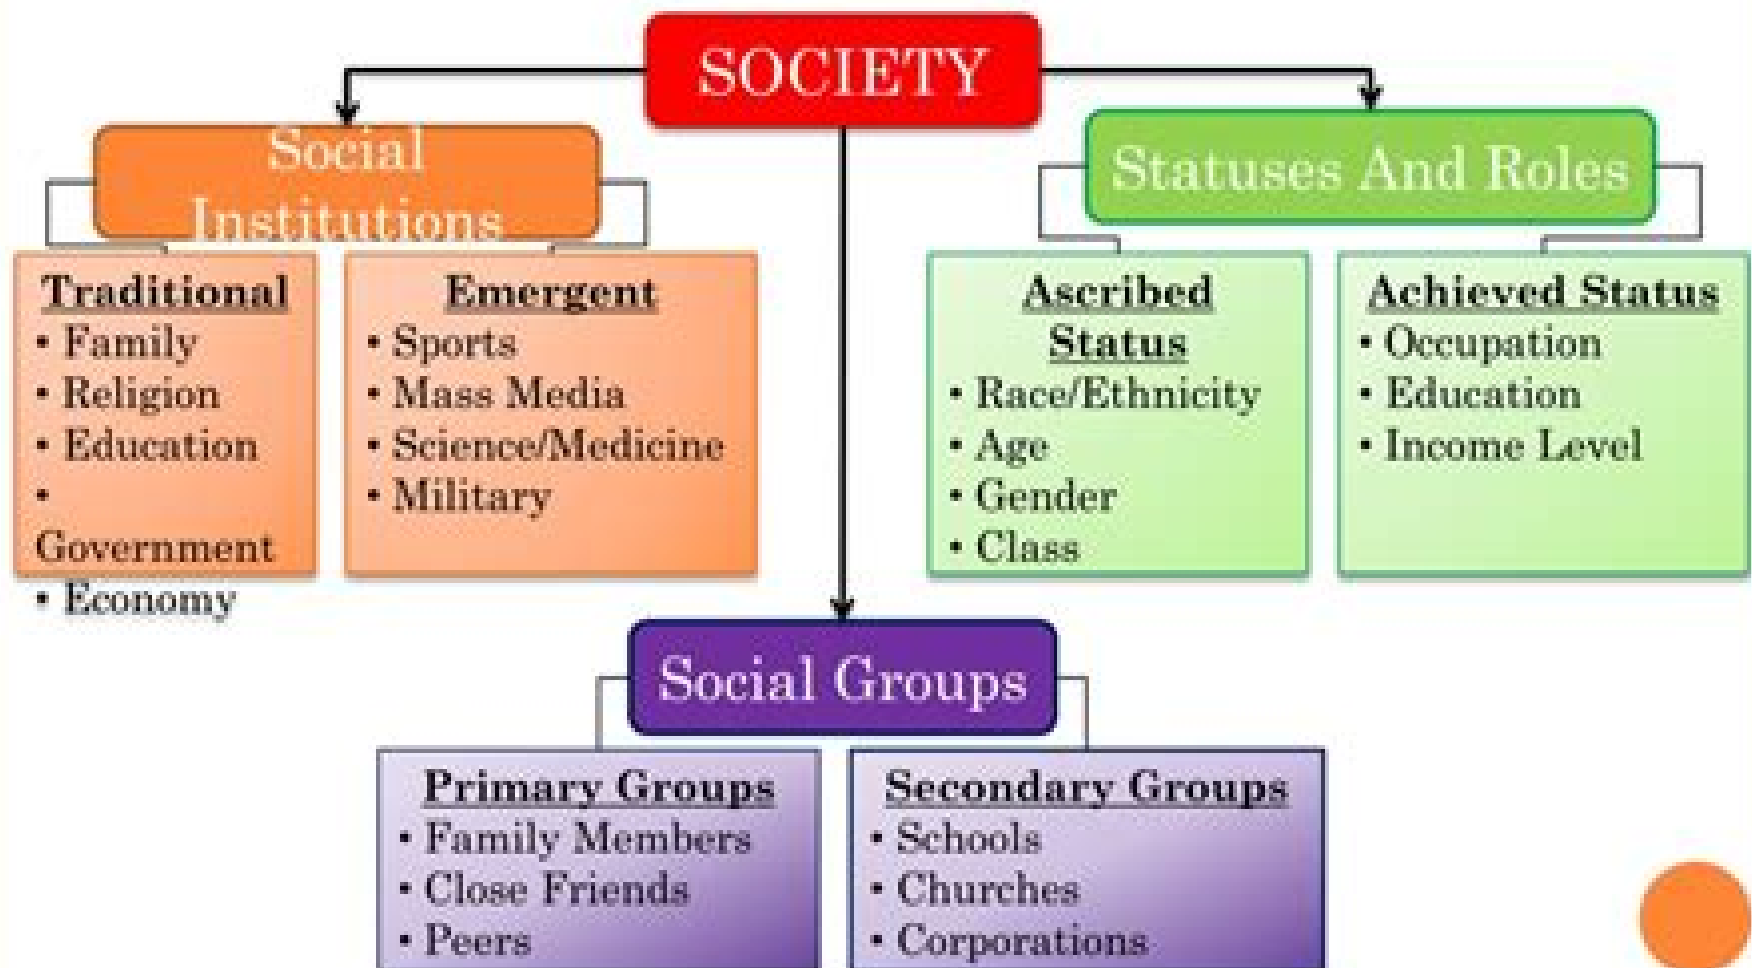 SOCIETY
Social
Institutions
Traditional
• Family
• Religion
• Education
•
Government
• Economy
Emergent
• Sports
• Mass Media
• Science/Medicine
• Military
Statuses And Roles
Ascribed
Status
• Race/Ethnicity
• Age
• Gender
• Class
Achieved Status
• Occupation
• Education
• Income Level
Social Groups
Primary Groups
• Family Members
• Close Friends
• Peers
Secondary Groups
• Schools
• Churches
• Corporations